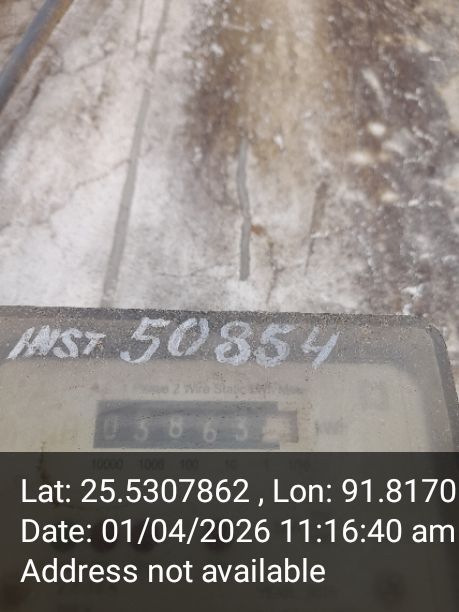 INST 50854
Phase 2 Wire Static
03863
10000 1000 100 10 1 1/10
Lat: 25.5307862 , Lon: 91.8170
Date: 01/04/2026 11:16:40 am
Address not available